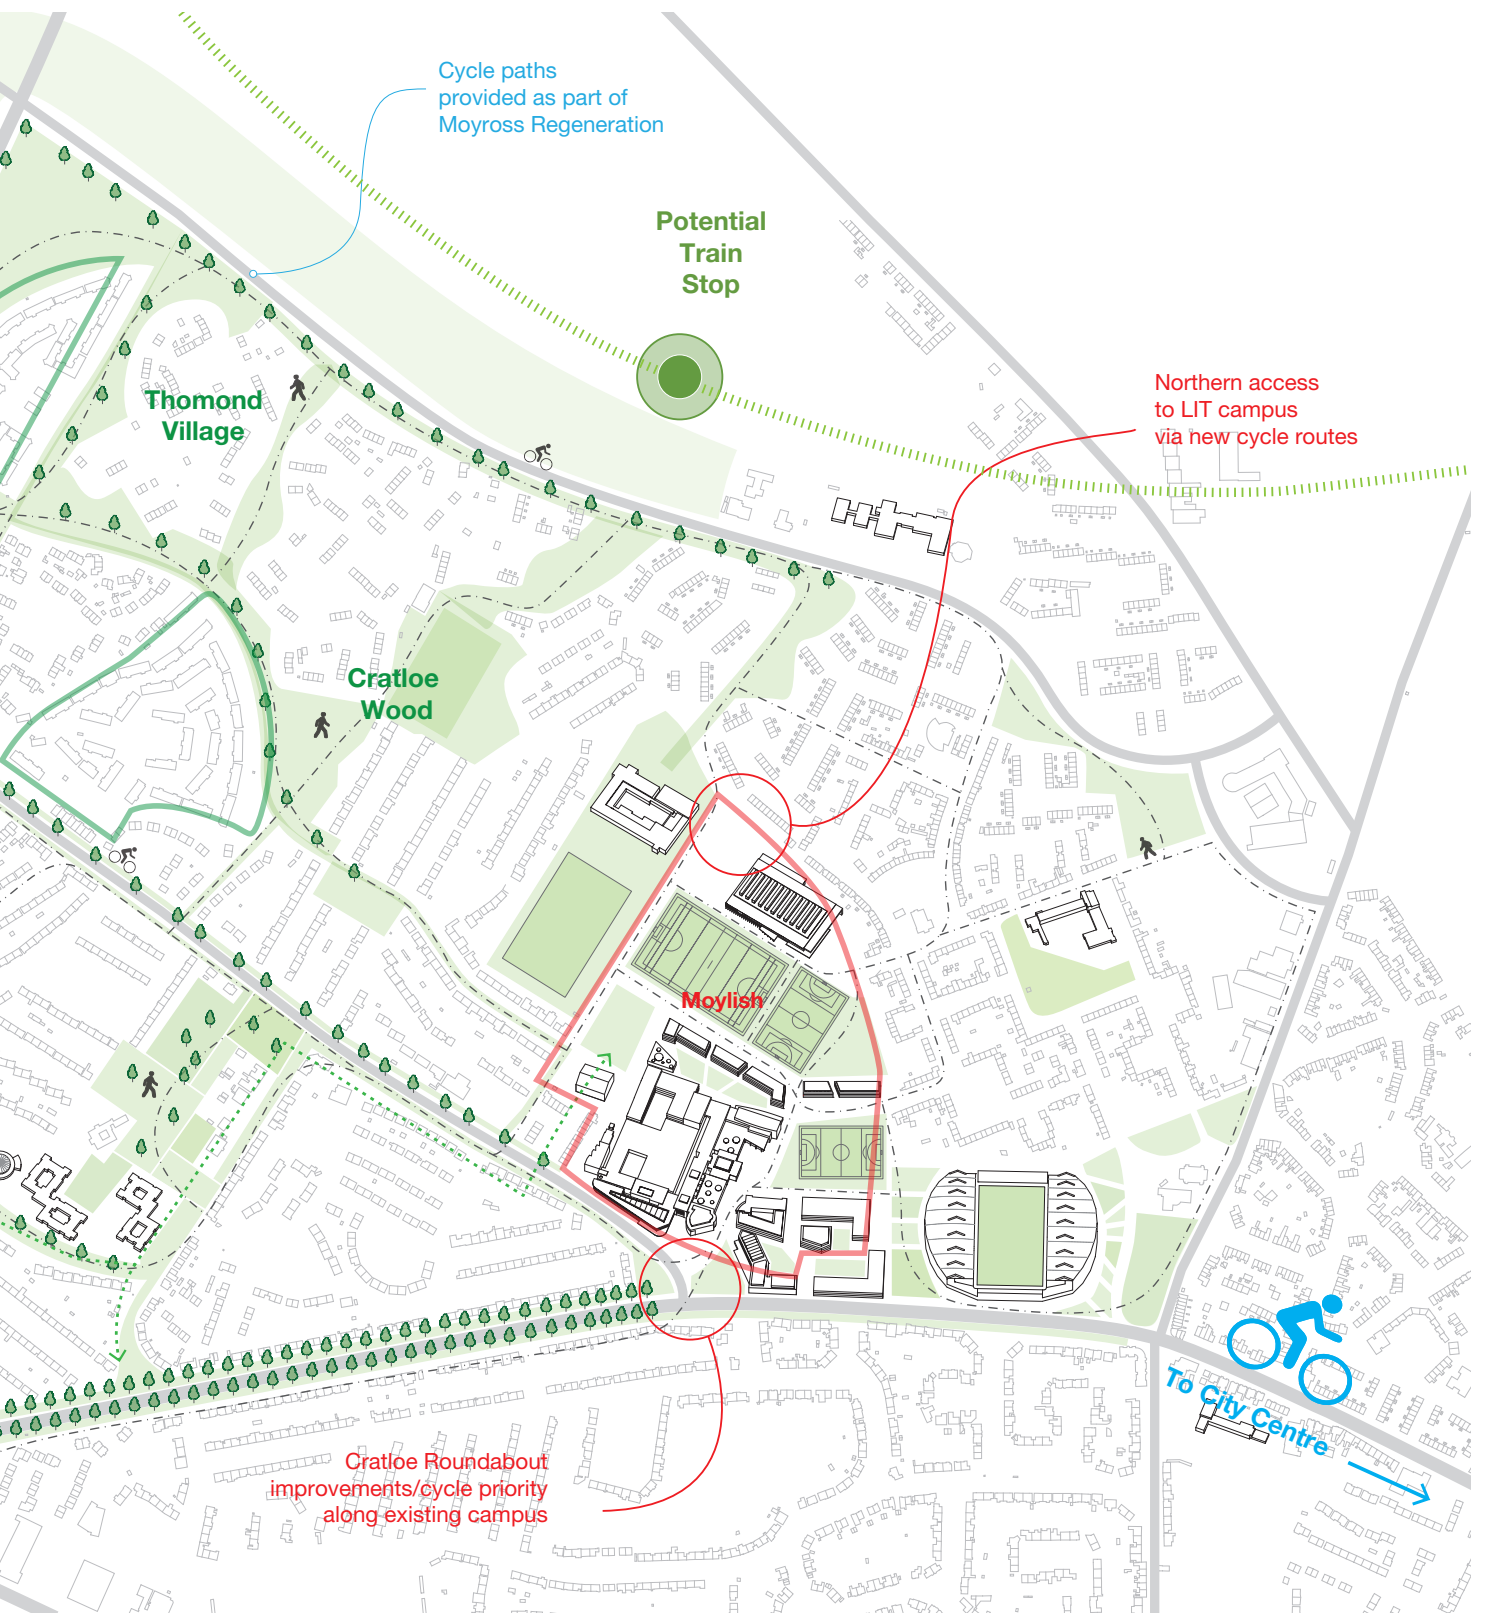 Cycle paths
provided as part of
Moyross Regeneration
Potential
Train
Stop
Northern access
to LIT campus
via new cycle routes
Thomond
Village
Cratloe
Wood
Moylish
To City Centre
Cratloe Roundabout
improvements/cycle priority
along existing campus